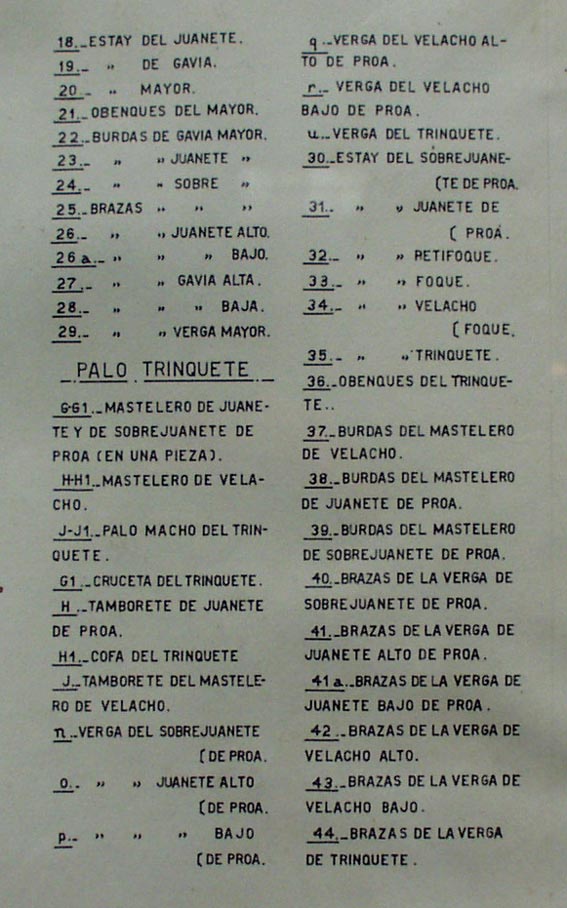 18._ESTAY DEL JUANETE.
19._ „ DE GAVIA.
20._ „ MAYOR.
21._OBENQUES DEL MAYOR.
22._BURDAS DE GAVIA MAYOR.
23._ „ „ JUANETE „
24._ „ „ SOBRE „
25._BRAZAS „ „ „
26._ „ „ JUANETE ALTO.
26a._ „ „ „ BAJO.
27._ „ „ GAVIA ALTA.
28._ „ „ „ BAJA.
29._ „ „ VERGA MAYOR.
PALO TRINQUETE
G-G1._MASTELERO DE JUANE-
TE Y DE SOBREJUANETE DE
PROA (EN UNA PIEZA).
H-H1._MASTELERO DE VELA-
CHO.
J-J1._PALO MACHO DEL TRIN-
QUETE.
G1._CRUCETA DEL TRINQUETE.
H._TAMBORETE DE JUANETE
DE PROA.
H1._COFA DEL TRINQUETE
J._TAMBORETE DEL MASTELE-
RO DE VELACHO.
n._VERGA DEL SOBREJUANETE
(DE PROA.
o._ „ „ JUANETE ALTO
(DE PROA.
p._ „ „ „ BAJO
(DE PROA.
q._VERGA DEL VELACHO AL-
TO DE PROA.
r._ VERGA DEL VELACHO
BAJO DE PROA.
u._VERGA DEL TRINQUETE.
30._ESTAY DEL SOBREJUANE-
(TE DE PROA.
31._ „ „ JUANETE DE
( PROA.
32._ „ „ PETIFOQUE.
33._ „ „ FOQUE.
34._ „ „ VELACHO
(FOQUE.
35._ „ „ TRINQUETE.
36._OBENQUES DEL TRINQUE-
TE..
37._BURDAS DEL MASTELERO
DE VELACHO.
38._BURDAS DEL MASTELERO
DE JUANETE DE PROA.
39._BURDAS DEL MASTELERO
DE SOBREJUANETE DE PROA.
40._BRAZAS DE LA VERGA DE
SOBREJUANETE DE PROA.
41._BRAZAS DE LA VERGA DE
JUANETE ALTO DE PROA.
41a._BRAZAS DE LA VERGA DE
JUANETE BAJO DE PROA.
42._BRAZAS DE LA VERGA DE
VELACHO ALTO.
43._BRAZAS DE LA VERGA DE
VELACHO BAJO.
44._BRAZAS DE LA VERGA
DE TRINQUETE.